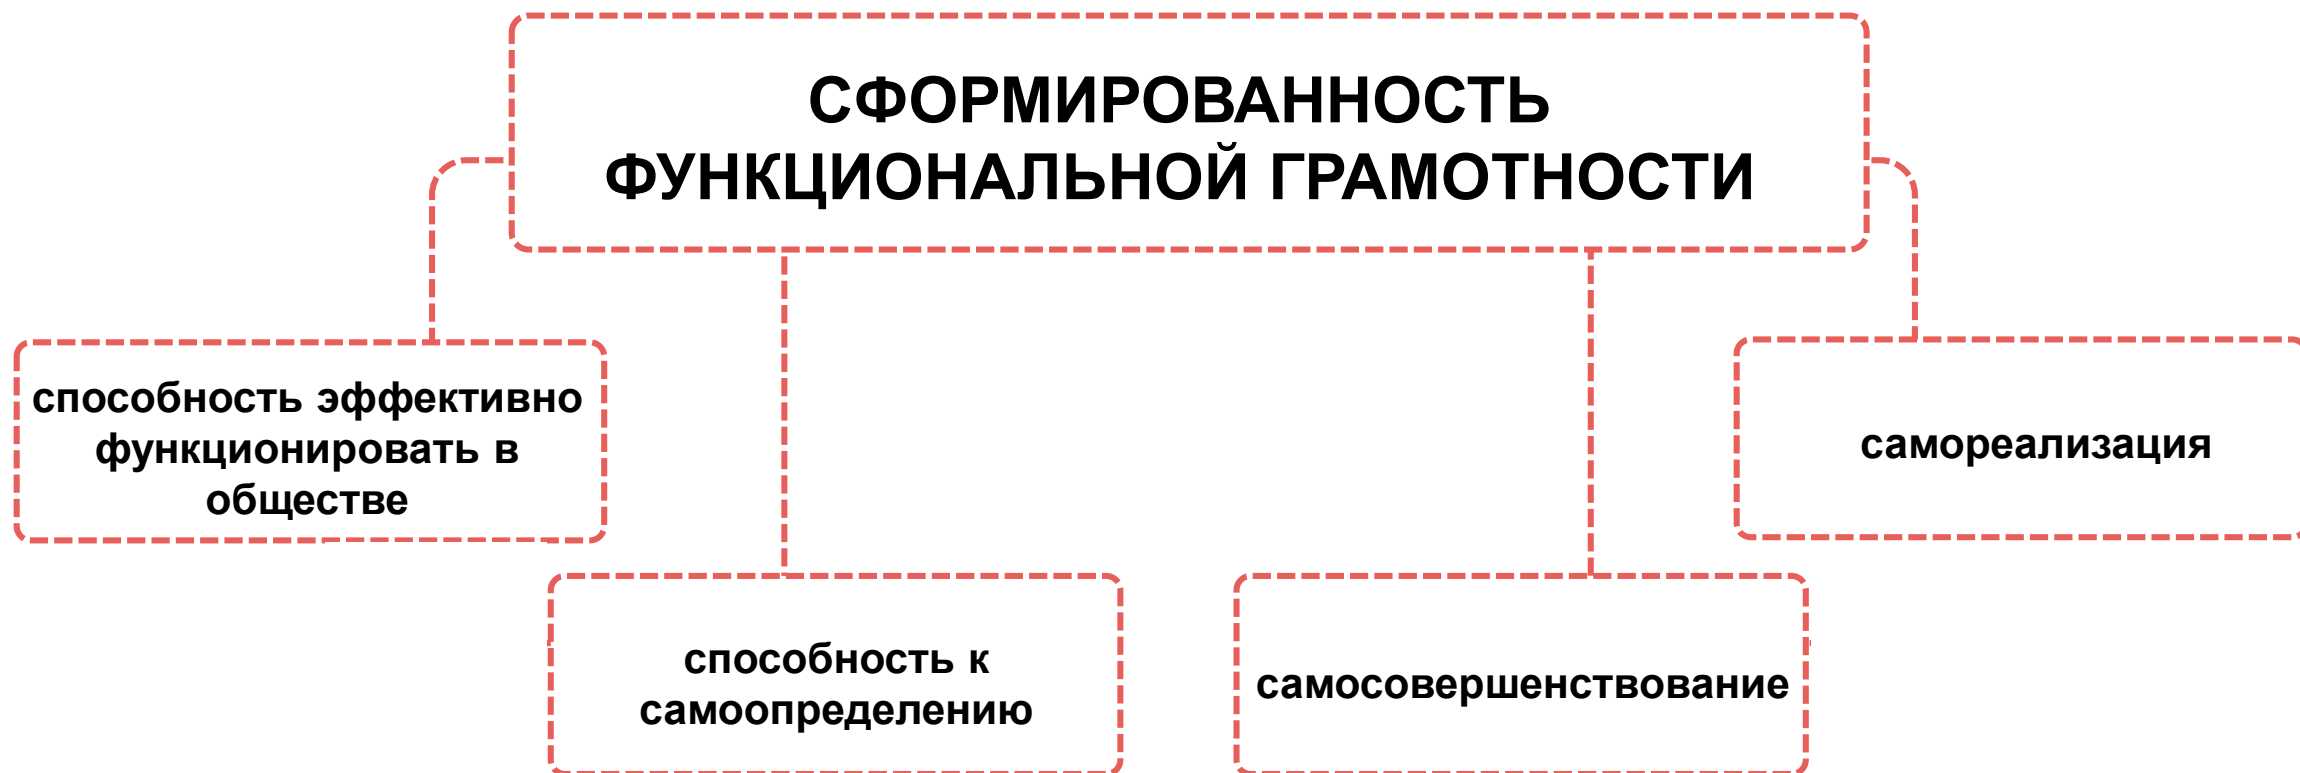 СФОРМИРОВАННОСТЬ
ФУНКЦИОНАЛЬНОЙ ГРАМОТНОСТИ
способность эффективно
функционировать в
обществе
способность к
самоопределению
самосовершенствование
самореализация